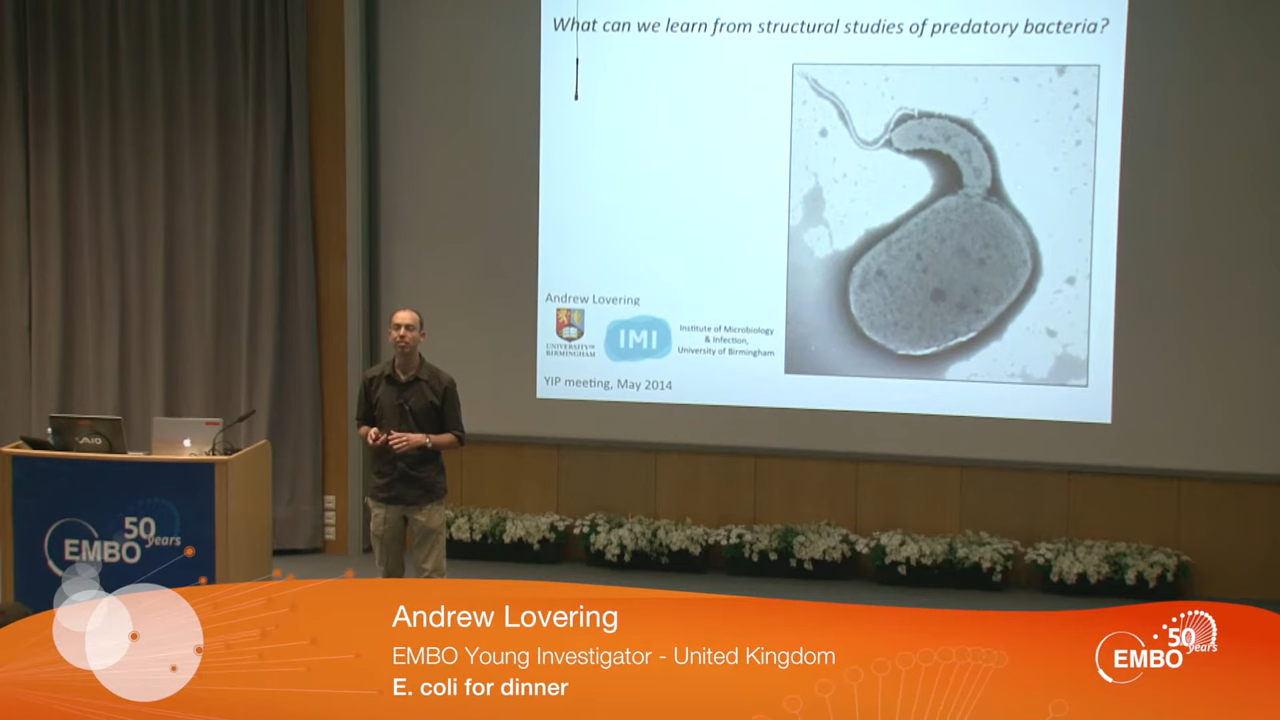 What can we learn from structural studies of predatory bacteria?
Andrew Lovering
UNIVERSITY OF
BIRMINGHAM
IMI
Institute of Microbiology
& Infection,
University of Birmingham
YIP meeting, May 2014
VAIO
50
years
EMBO
Andrew Lovering
EMBO Young Investigator - United Kingdom
E. coli for dinner
50
years
EMBO